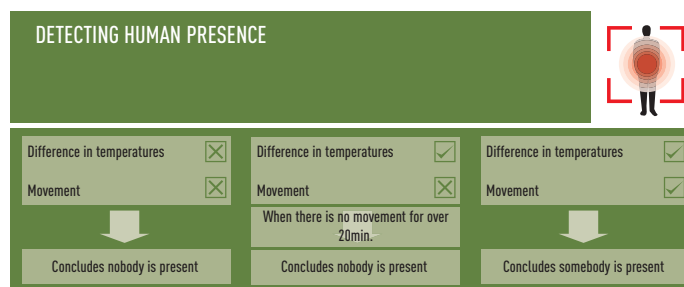 DETECTING HUMAN PRESENCE
Difference in temperatures
Movement
Concludes nobody is present
Difference in temperatures
Movement
When there is no movement for over
20min.
Concludes nobody is present
Difference in temperatures
Movement
Concludes somebody is present